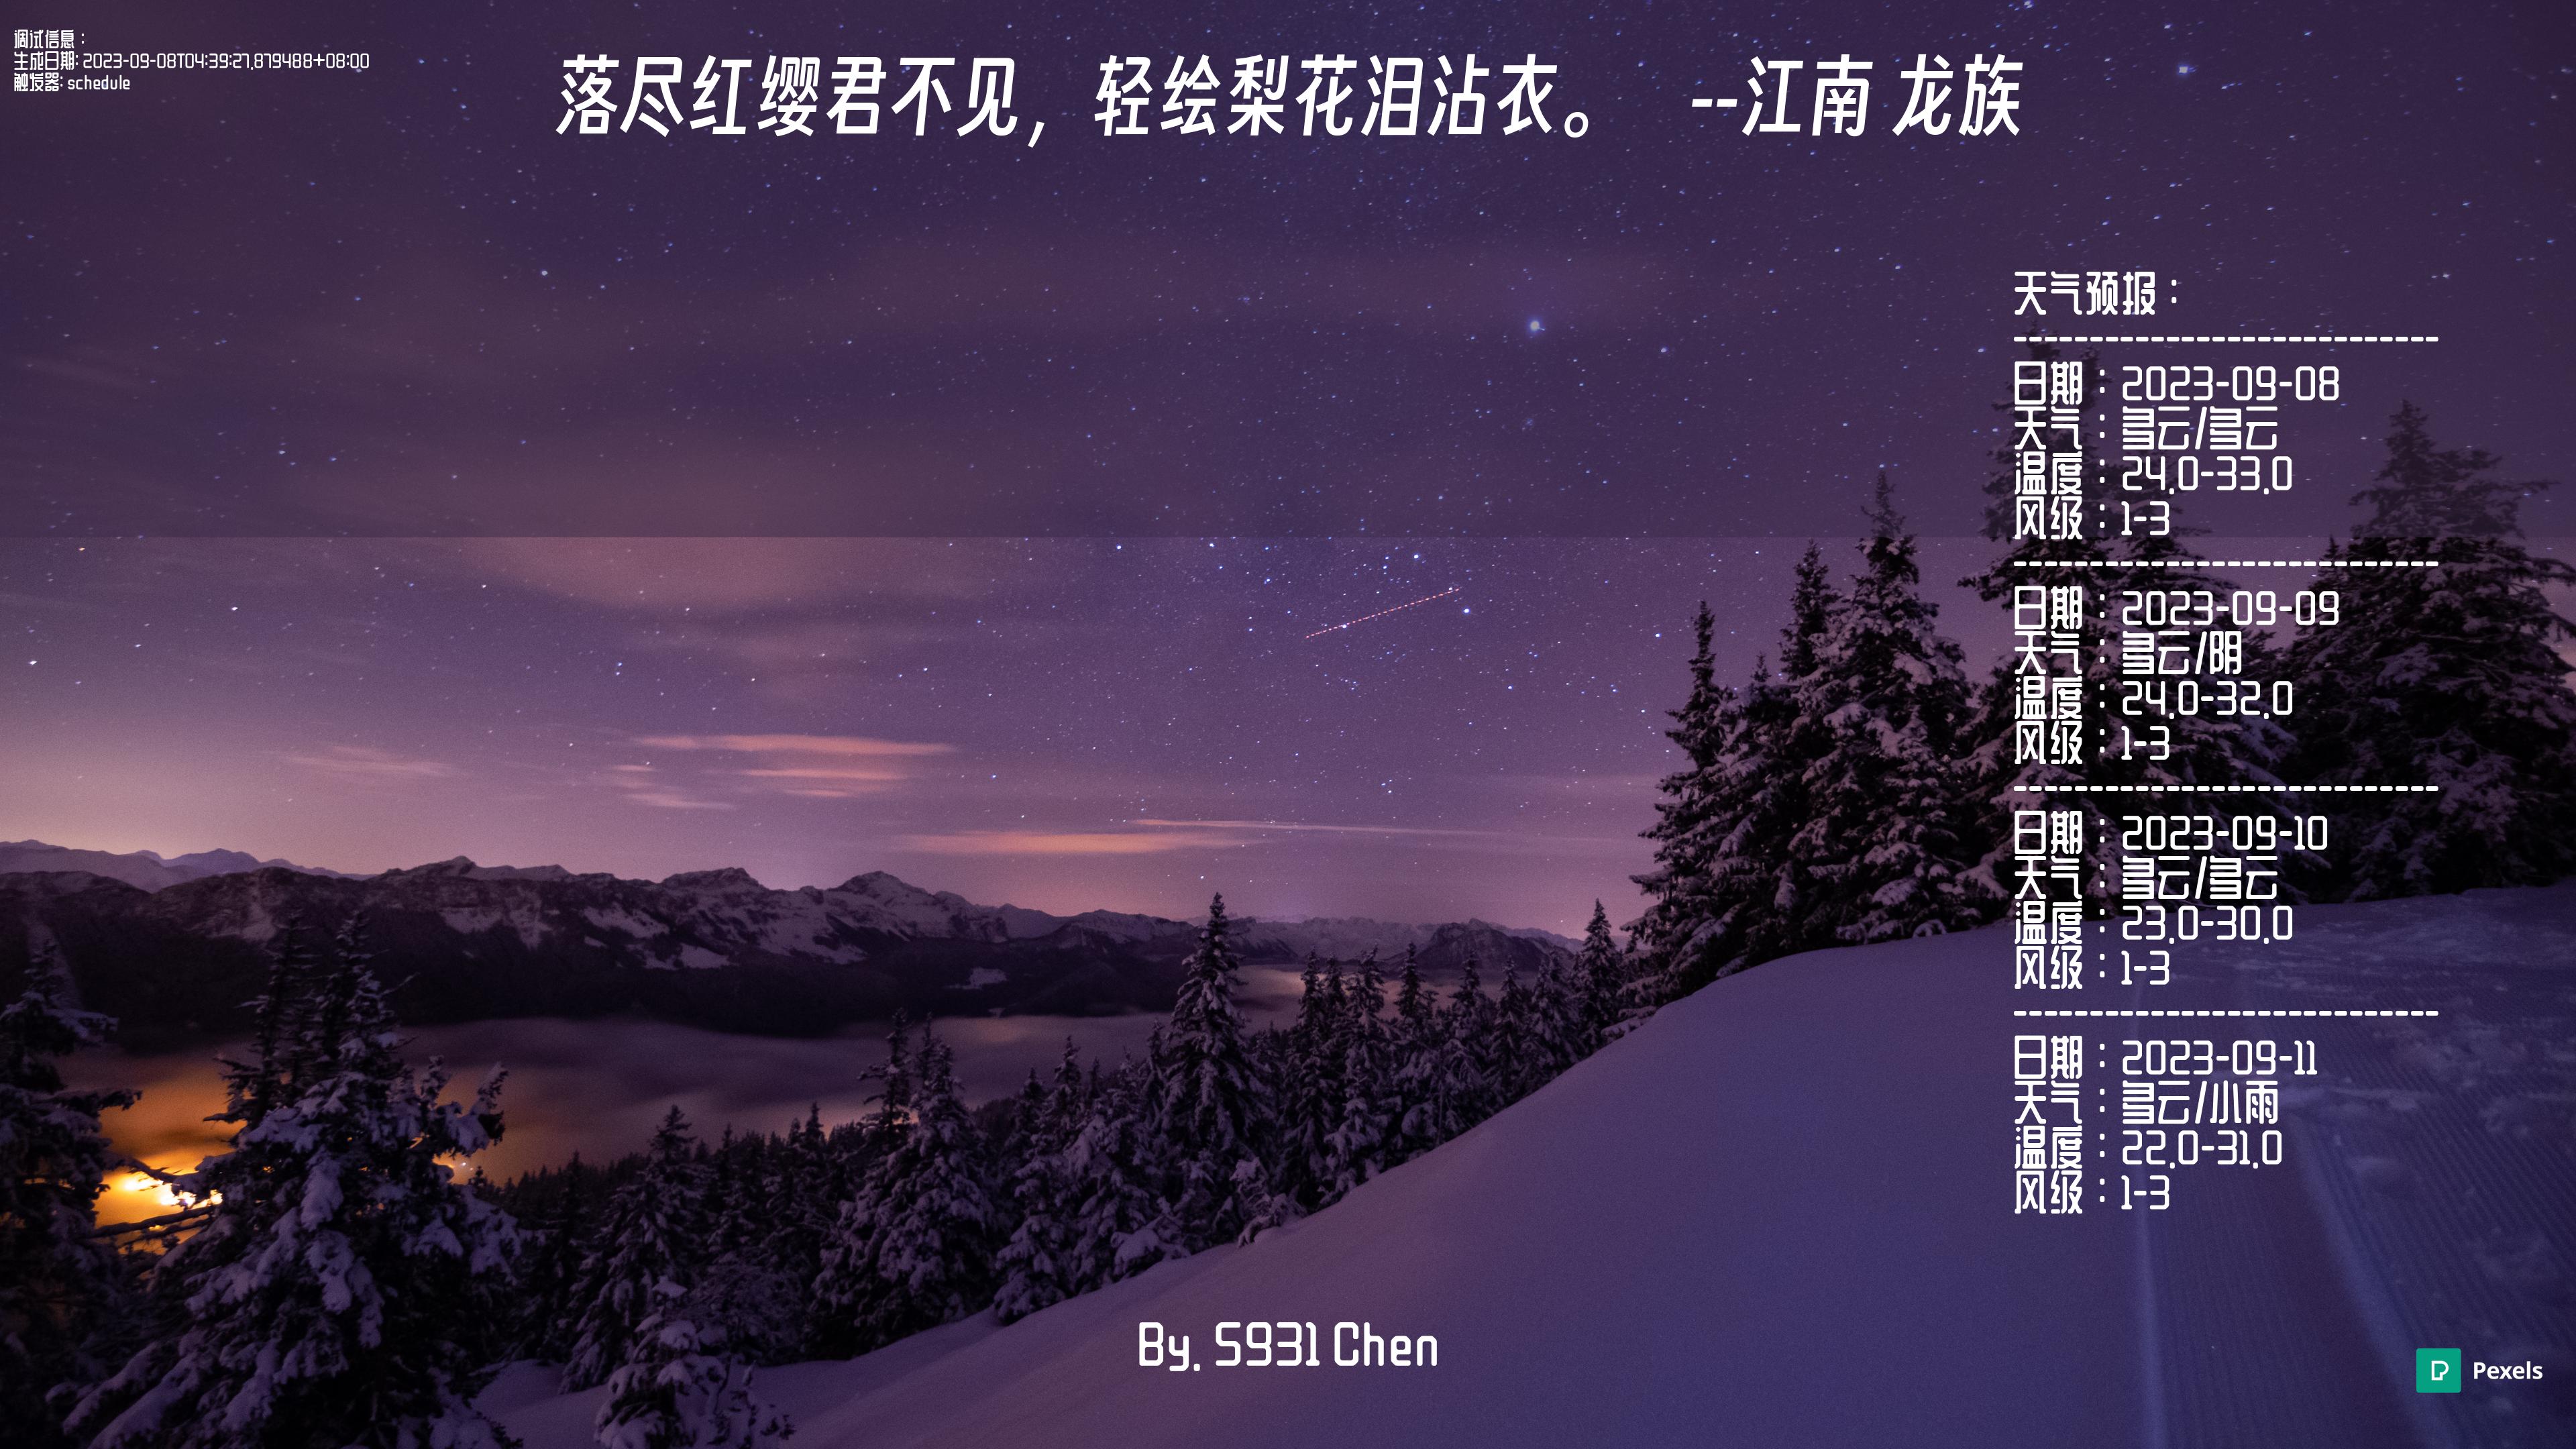 调试信息：
生成日期: 2023-09-08T04:39:27.879488+08:00
触发器: schedule
落尽红缨君不见，轻绘梨花泪沾衣。 --江南 龙族
天气预报：
----------------------------
日期：2023-09-08
天气：多云/多云
温度：24.0-33.0
风级：1-3
----------------------------
日期：2023-09-09
天气：多云/阴
温度：24.0-32.0
风级：1-3
----------------------------
日期：2023-09-10
天气：多云/多云
温度：23.0-30.0
风级：1-3
----------------------------
日期：2023-09-11
天气：多云/小雨
温度：22.0-31.0
风级：1-3
By. S931 Chen
Pexels